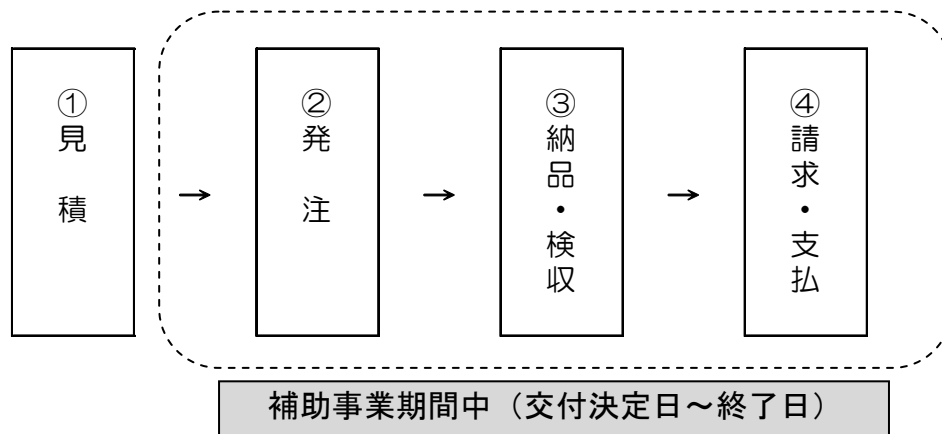 ①見積
→
②発注
→
③納品・検収
→
④請求・支払
補助事業期間中（交付決定日～終了日）